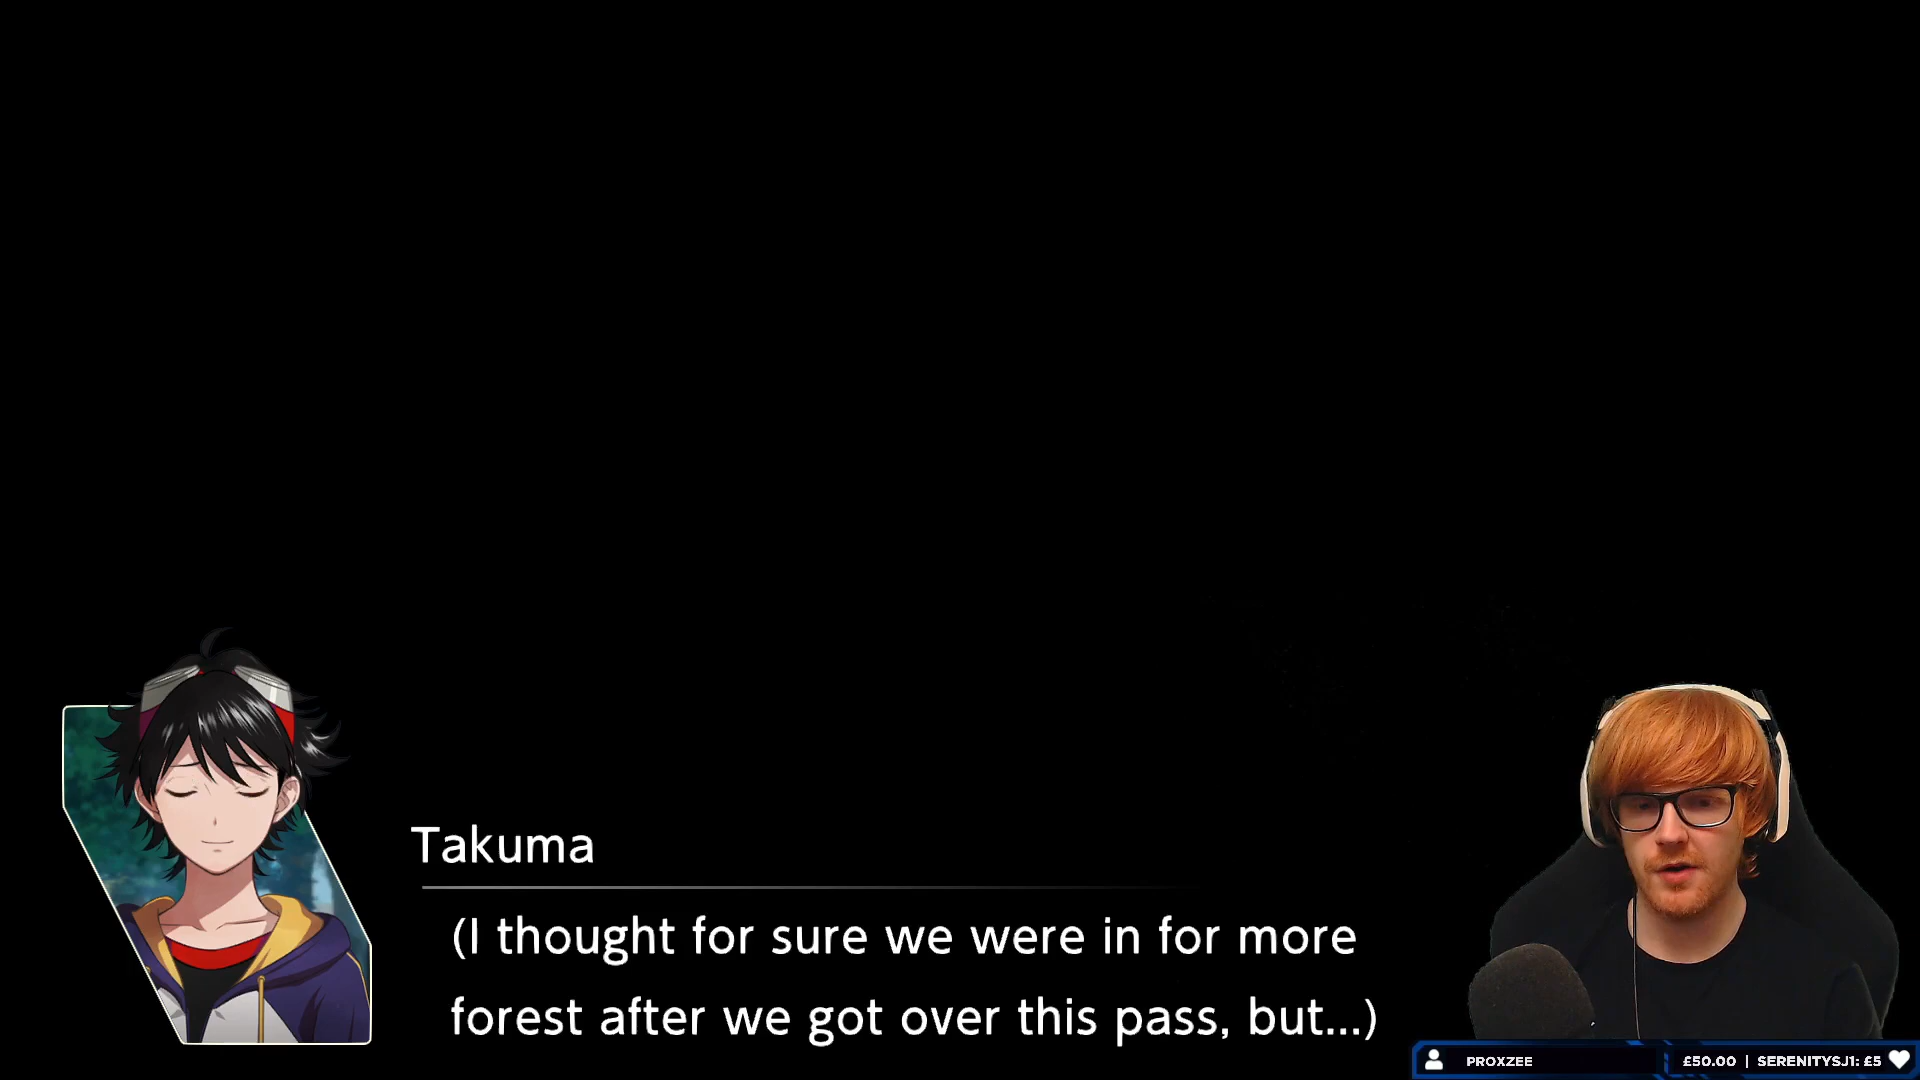 Takuma
(I thought for sure we were in for more
forest after we got over this pass, but...)
PROXZEE
£50.00 | SERENITYSJ1: £5